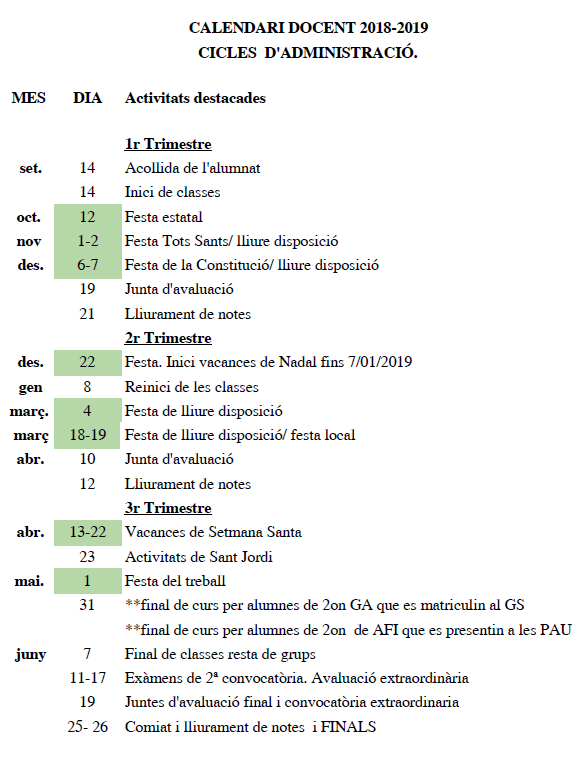 CALENDARI DOCENT 2018-2019
CICLES D'ADMINISTRACIÓ.
MES DIA Activitats destacades
1r Trimestre
set. 14 Acollida de l'alumnat
14 Inici de classes
oct. 12 Festa estatal
nov 1-2 Festa Tots Sants/ lliure disposició
des. 6-7 Festa de la Constitució/ lliure disposició
19 Junta d'avaluació
21 Lliurament de notes
2r Trimestre
des. 22 Festa. Inici vacances de Nadal fins 7/01/2019
gen 8 Reinici de les classes
març. 4 Festa de lliure disposició
març 18-19 Festa de lliure disposició/ festa local
abr. 10 Junta d'avaluació
12 Lliurament de notes
3r Trimestre
abr. 13-22 Vacances de Setmana Santa
23 Activitats de Sant Jordi
mai. 1 Festa del treball
31 **final de curs per alumnes de 2on GA que es matriculin al GS
**final de curs per alumnes de 2on de AFI que es presentin a les PAU
juny 7 Final de classes resta de grups
11-17 Exàmens de 2ª convocatòria. Avaluació extraordinària
19 Juntes d'avaluació final i convocatòria extraordinaria
25- 26 Comiat i lliurament de notes i FINALS